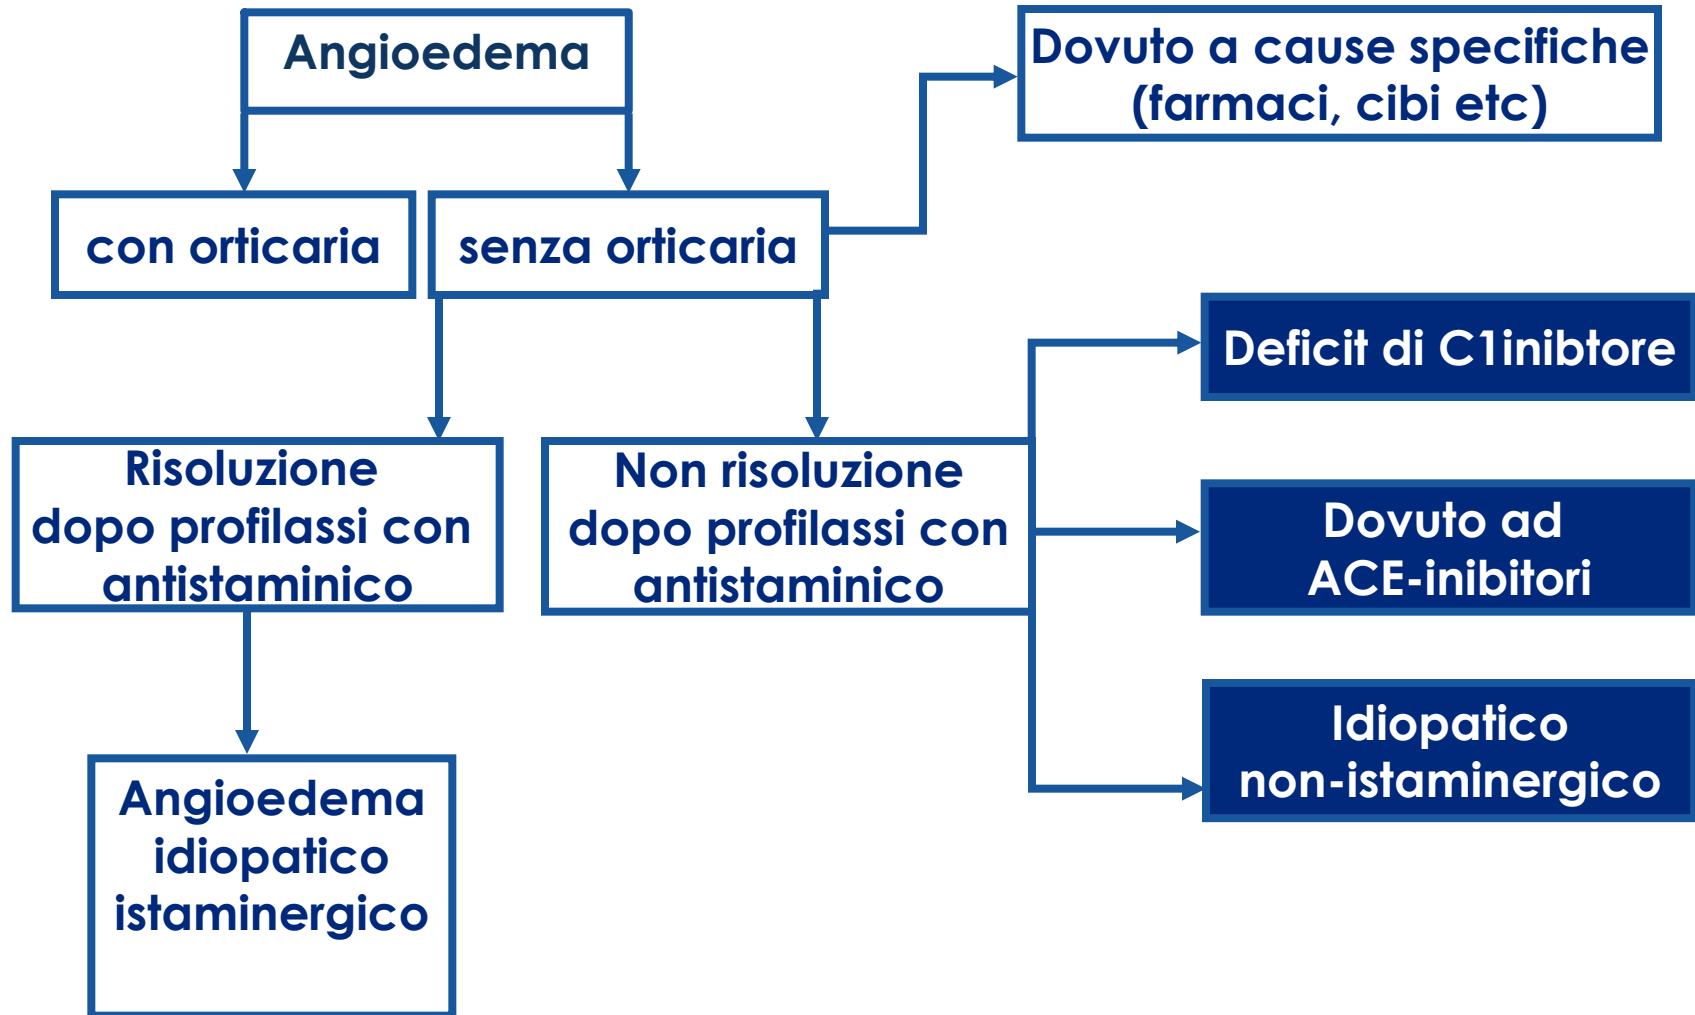 Angioedema
Dovuto a cause specifiche
(farmaci, cibi etc)
con orticaria
senza orticaria
Deficit di C1inibtore
Risoluzione
dopo profilassi con
antistaminico
Non risoluzione
dopo profilassi con
antistaminico
Dovuto ad
ACE-inibitori
Idiopatico
non-istaminergico
Angioedema
idiopatico
istaminergico